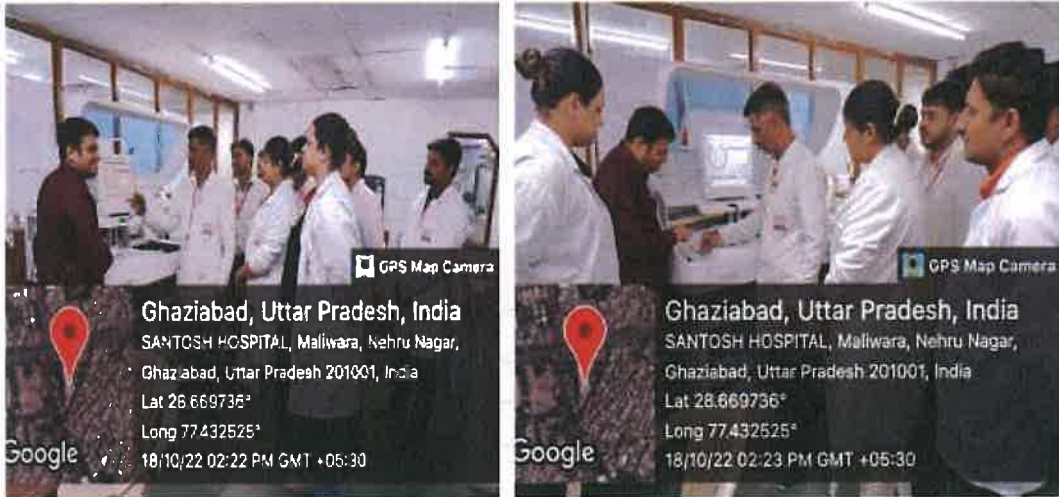 GPS Map Camera
Ghaziabad, Uttar Pradesh, India
SANTOSH HOSPITAL, Maliwara, Nehru Nagar,
Ghaziabad, Uttar Pradesh 201001, India
Lat 28.669736°
Long 77.432525°
18/10/22 02:22 PM GMT +05:30
Google
GPS Map Camera
Ghaziabad, Uttar Pradesh, India
SANTOSH HOSPITAL, Maliwara, Nehru Nagar,
Ghaziabad, Uttar Pradesh 201001, India
Lat 28.669736°
Long 77.432525°
18/10/22 02:23 PM GMT +05:30
Google